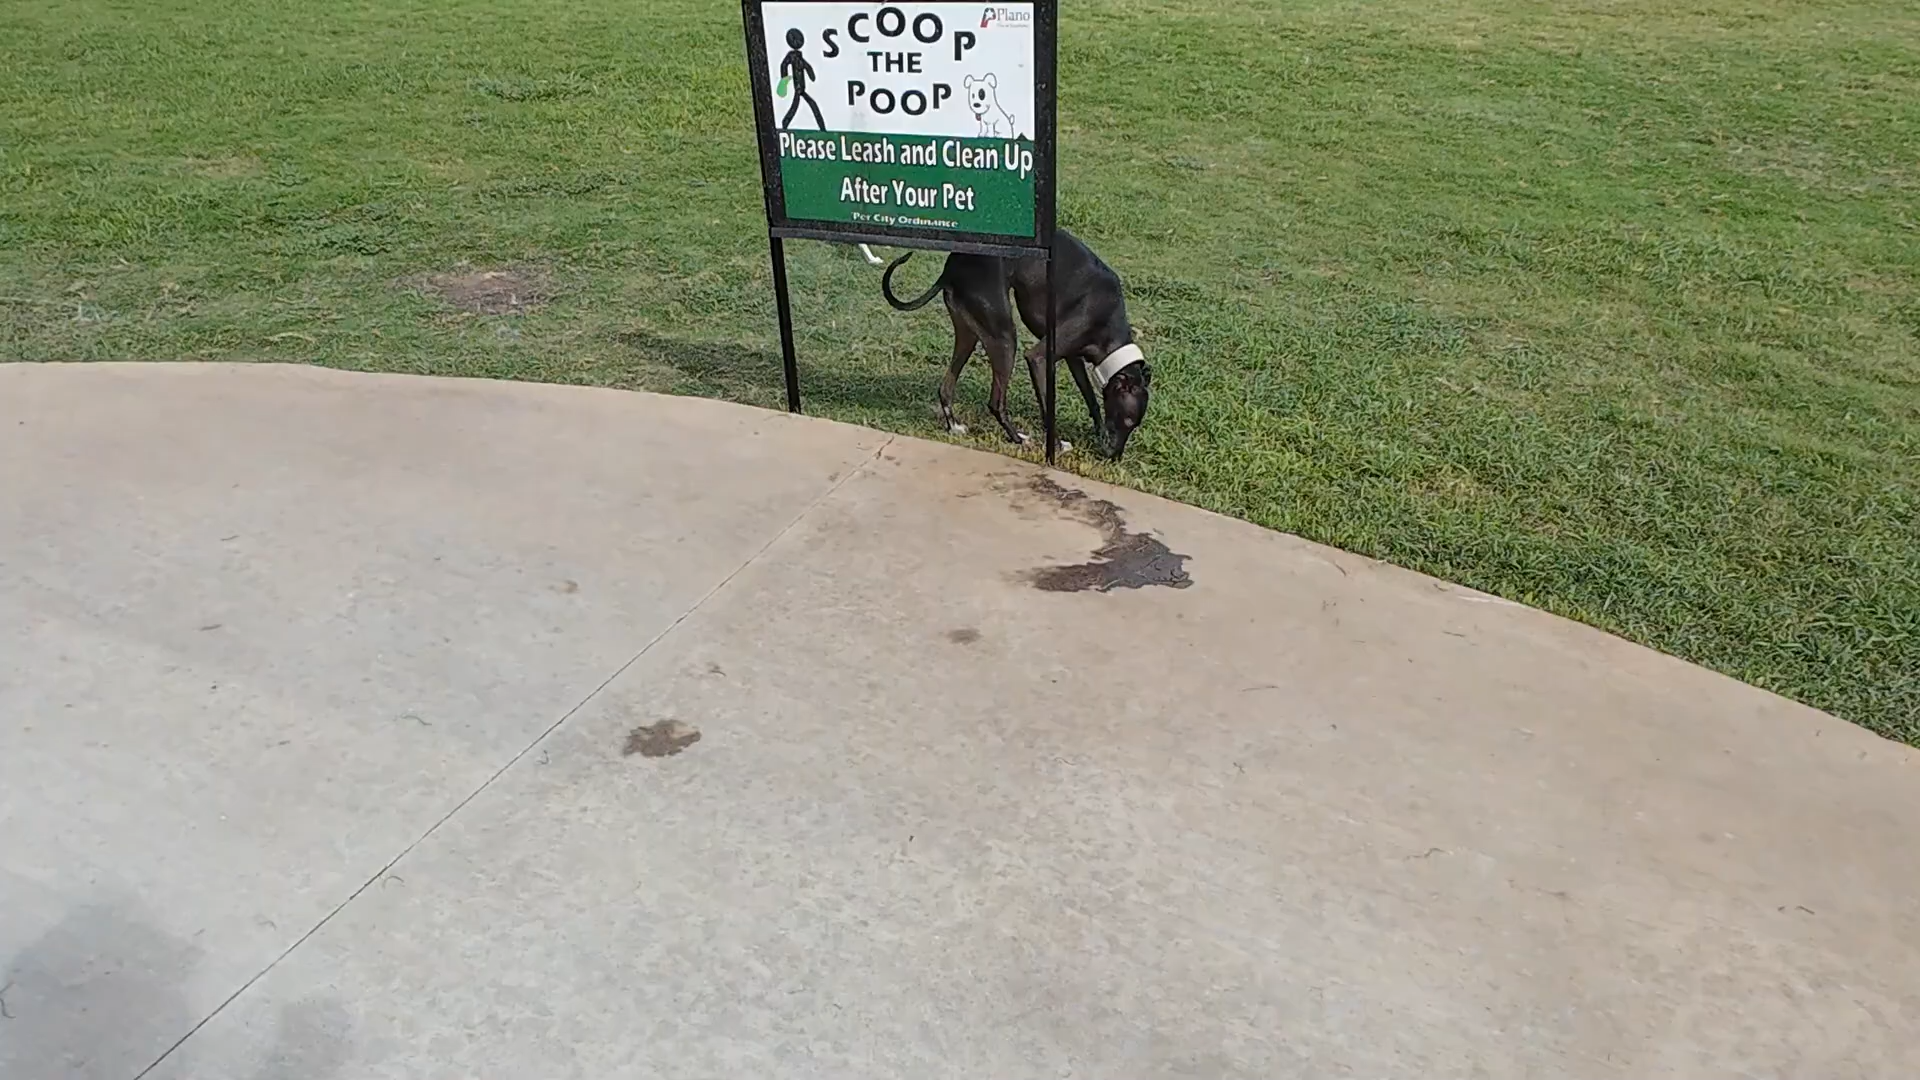 Plano
SCOOP
THE
POOP
Please Leash and Clean Up
After Your Pet
Per City Ordinance